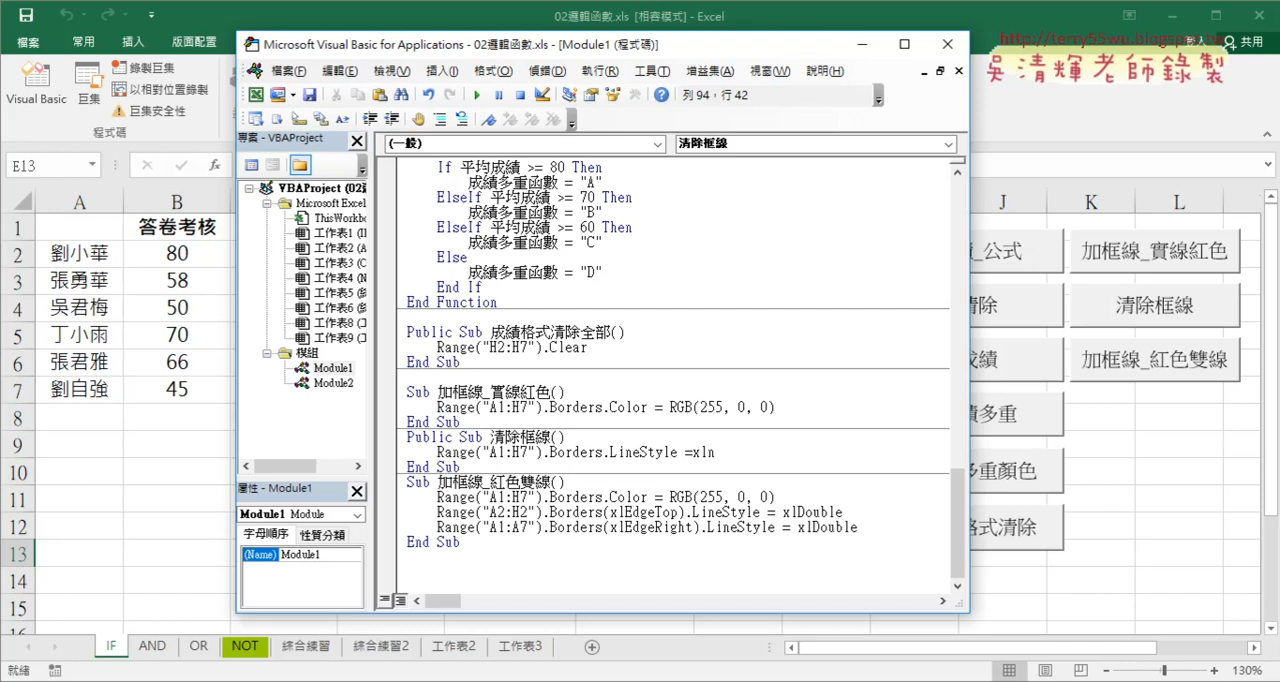 02邏輯函數.xls [相容模式] - Excel
http://terry55wu.blogspot.tw
吳清輝老師錄製
檔案 常用 插入 版面配置 共用
Visual Basic 巨集 錄製巨集
以相對位置錄製
巨集安全性
程式碼
E13
Microsoft Visual Basic for Applications - 02邏輯函數.xls - [Module1 (程式碼)]
檔案(F) 編輯(E) 檢視(V) 插入(I) 格式(O) 偵錯(D) 執行(R) 工具(T) 增益集(A) 視窗(W) 說明(H)
列 94，行 42
專案 - VBAProject
(一般) 清除框線
VBAProject (02
Microsoft Excel
ThisWorkbo
工作表1 (I
工作表2 (A
工作表3 (C
工作表4 (N
工作表5
工作表6
工作表8
工作表9
模組
Module1
Module2
屬性 - Module1
Module1 Module
字母順序 性質分類
(Name) Module1
If 平均成績 >= 80 Then
成績多重函數 = "A"
ElseIf 平均成績 >= 70 Then
成績多重函數 = "B"
ElseIf 平均成績 >= 60 Then
成績多重函數 = "C"
Else
成績多重函數 = "D"
End If
End Function
Public Sub 成績格式清除全部()
Range("H2:H7").Clear
End Sub
Sub 加框線_實線紅色()
Range("A1:H7").Borders.Color = RGB(255, 0, 0)
End Sub
Public Sub 清除框線()
Range("A1:H7").Borders.LineStyle =xln
End Sub
Sub 加框線_紅色雙線()
Range("A1:H7").Borders.Color = RGB(255, 0, 0)
Range("A2:H2").Borders(xlEdgeTop).LineStyle = xlDouble
Range("A1:A7").Borders(xlEdgeRight).LineStyle = xlDouble
End Sub
A B J K L
1 答卷考核
2 劉小華 80
3 張勇華 58
4 吳君梅 50
5 丁小雨 70
6 張君雅 66
7 劉自強 45
8
9
10
11
12
13
14
15
_公式 加框線_實線紅色
清除 清除框線
成績 加框線_紅色雙線
多重
多重顏色
格式清除
IF AND OR NOT 綜合練習 綜合練習2 工作表2 工作表3
就緒 130%